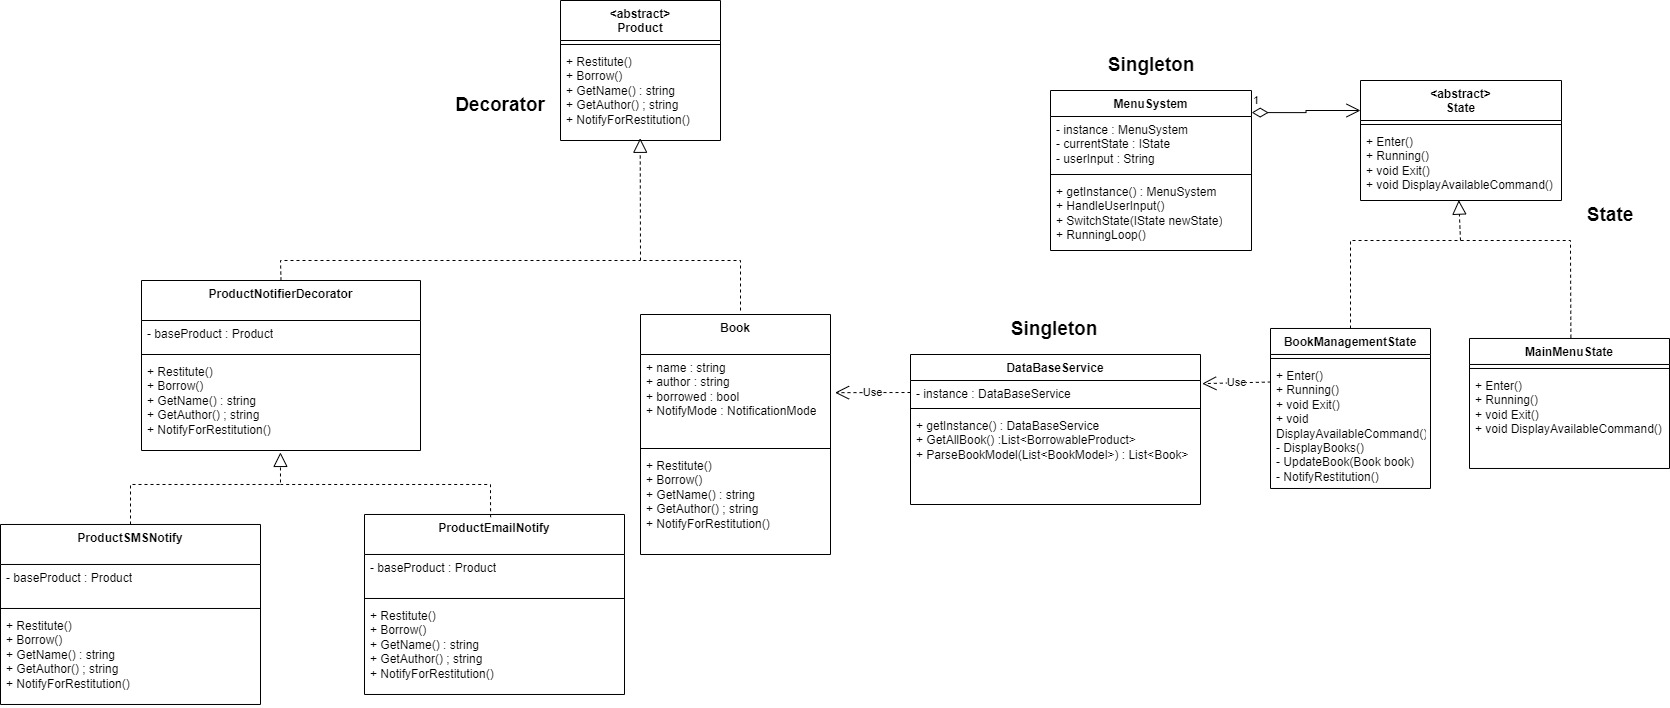 <abstract>
Product
+ Restitute()
+ Borrow()
+ GetName() : string
+ GetAuthor() ; string
+ NotifyForRestitution()
Decorator
Singleton
MenuSystem
- instance : MenuSystem
- currentState : IState
- userInput : String
+ getInstance() : MenuSystem
+ HandleUserInput()
+ SwitchState(IState newState)
+ RunningLoop()
1
<abstract>
State
+ Enter()
+ Running()
+ void Exit()
+ void DisplayAvailableCommand()
State
ProductNotifierDecorator
- baseProduct : Product
+ Restitute()
+ Borrow()
+ GetName() : string
+ GetAuthor() ; string
+ NotifyForRestitution()
Book
+ name : string
+ author : string
+ borrowed : bool
+ NotifyMode : NotificationMode
+ Restitute()
+ Borrow()
+ GetName() : string
+ GetAuthor() ; string
+ NotifyForRestitution()
Use
Singleton
DataBaseService
- instance : DataBaseService
+ getInstance() : DataBaseService
+ GetAllBook() :List<BorrowableProduct>
+ ParseBookModel(List<BookModel>) : List<Book>
Use
BookManagementState
+ Enter()
+ Running()
+ void Exit()
+ void
DisplayAvailableCommand()
- DisplayBooks()
- UpdateBook(Book book)
- NotifyRestitution()
MainMenuState
+ Enter()
+ Running()
+ void Exit()
+ void DisplayAvailableCommand()
ProductSMSNotify
- baseProduct : Product
+ Restitute()
+ Borrow()
+ GetName() : string
+ GetAuthor() ; string
+ NotifyForRestitution()
ProductEmailNotify
- baseProduct : Product
+ Restitute()
+ Borrow()
+ GetName() : string
+ GetAuthor() ; string
+ NotifyForRestitution()